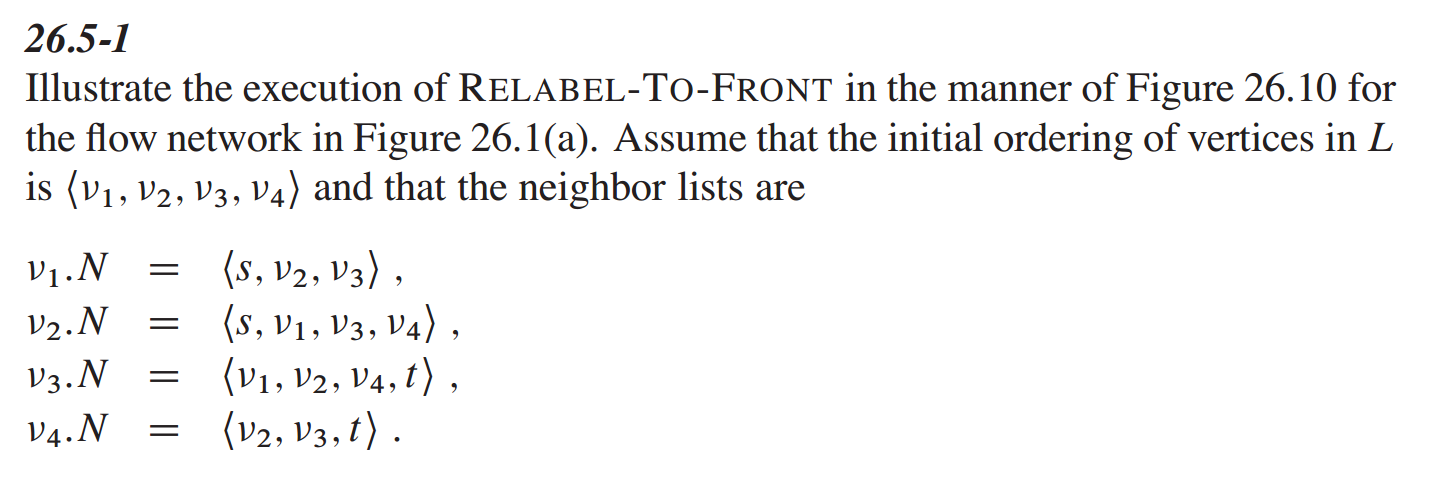 26.5-1
Illustrate the execution of RELABEL-TO-FRONT in the manner of Figure 26.10 for
the flow network in Figure 26.1(a). Assume that the initial ordering of vertices in L
is ⟨v₁, v₂, v₃, v₄⟩ and that the neighbor lists are
v₁.N = ⟨s, v₂, v₃⟩ ,
v₂.N = ⟨s, v₁, v₃, v₄⟩ ,
v₃.N = ⟨v₁, v₂, v₄, t⟩ ,
v₄.N = ⟨v₂, v₃, t⟩ .